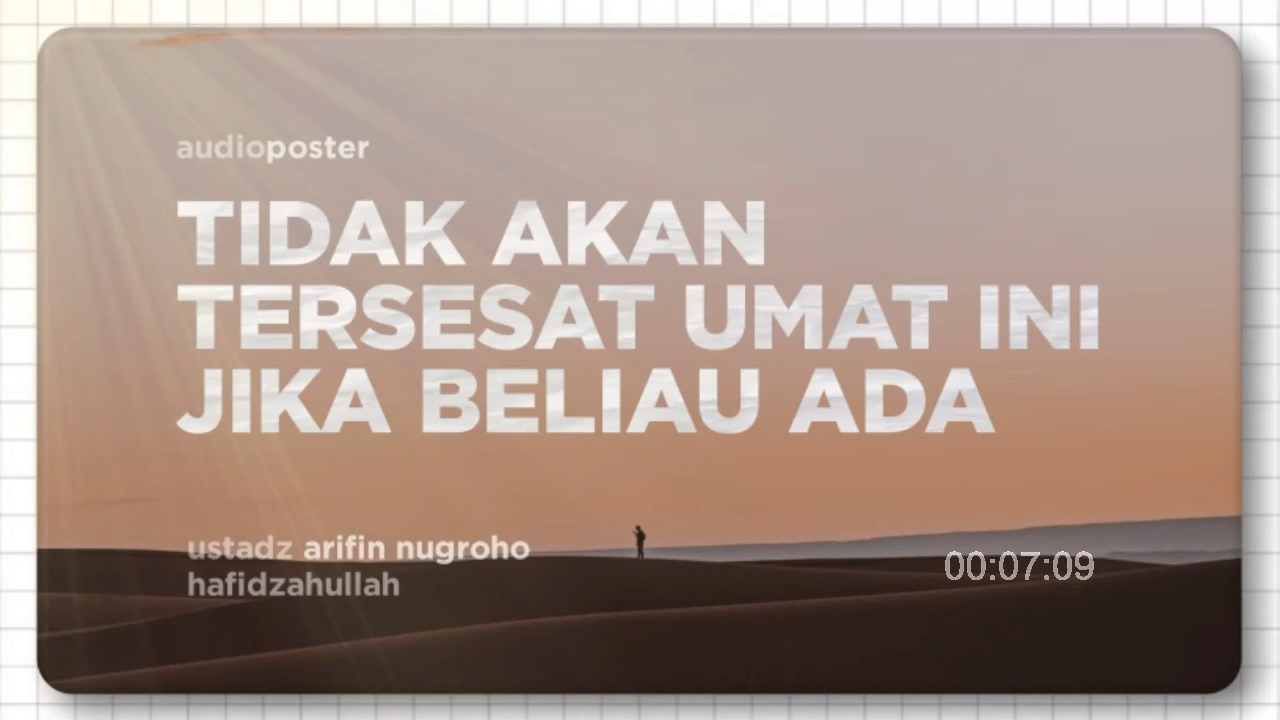 audioposter
TIDAK AKAN
TERSESAT UMAT INI
JIKA BELIAU ADA
ustadz arifin nugroho
hafidzahullah
00:07:09